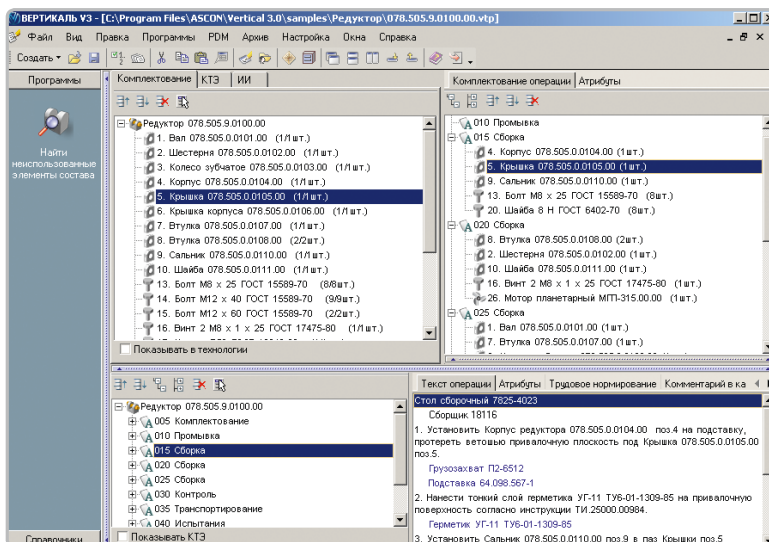 ВЕРТИКАЛЬ V3 - [C:\Program Files\ASCON\Vertical 3.0\samples\Редуктор\078.505.9.0100.00.vtp]
Файл Вид Правка Программы PDM Архив Настройка Окна Справка
Создать
Программы
Найти
неиспользованные
элементы состава
Справочники
Комплектование КТЭ ИИ
Редуктор 078.505.9.0100.00
1. Вал 078.505.0.0101.00 (1/1шт.)
2. Шестерня 078.505.0.0102.00 (1/1шт.)
3. Колесо зубчатое 078.505.0.0103.00 (1/1шт.)
4. Корпус 078.505.0.0104.00 (1/1шт.)
5. Крышка 078.505.0.0105.00 (1/1шт.)
6. Крышка корпуса 078.505.0.0106.00 (1/1шт.)
7. Втулка 078.505.0.0107.00 (1/1шт.)
8. Втулка 078.505.0.0108.00 (2/2шт.)
9. Сальник 078.505.0.0110.00 (1/1шт.)
10. Шайба 078.505.0.0111.00 (1/1шт.)
13. Болт М8 x 25 ГОСТ 15589-70 (8/8шт.)
14. Болт М12 x 40 ГОСТ 15589-70 (9/9шт.)
15. Болт М12 x 60 ГОСТ 15589-70 (2/2шт.)
16. Винт 2 М8 x 1 x 25 ГОСТ 17475-80 (1/1шт.)
Показывать в технологии
Комплектование операции Атрибуты
010 Промывка
015 Сборка
4. Корпус 078.505.0.0104.00 (1шт.)
5. Крышка 078.505.0.0105.00 (1шт.)
9. Сальник 078.505.0.0110.00 (1шт.)
13. Болт М8 x 25 ГОСТ 15589-70 (8шт.)
20. Шайба 8 Н ГОСТ 6402-70 (8шт.)
020 Сборка
8. Втулка 078.505.0.0108.00 (2шт.)
2. Шестерня 078.505.0.0102.00 (1шт.)
10. Шайба 078.505.0.0111.00 (1шт.)
16. Винт 2 М8 x 1 x 25 ГОСТ 17475-80 (1шт.)
26. Мотор планетарный МГП-315.00.00 (1шт.)
025 Сборка
1. Вал 078.505.0.0101.00 (1шт.)
7. Втулка 078.505.0.0107.00 (1шт.)
Редуктор 078.505.9.0100.00
005 Комплектование
010 Промывка
015 Сборка
020 Сборка
025 Сборка
030 Контроль
035 Транспортирование
040 Испытания
Показывать КТЭ
Текст операции Атрибуты Трудовое нормирование Комментарий в ка
Стол сборочный 7825-4023
Сборщик 18116
1. Установить Корпус редуктора 078.505.0.0104.00 поз.4 на подставку,
протереть ветошью привалочную плоскость под Крышка 078.505.0.0105.00
поз.5.
Грузозахват П2-6512
Подставка 64.098.567-1
2. Нанести тонкий слой герметика УГ-11 ТУ6-01-1309-85 на привалочную
поверхность согласно инструкции ТИ.25000.00984.
Герметик УГ-11 ТУ6-01-1309-85
3. Установить Сальник 078.505.0.0110.00 поз.9 в паз Крышки поз.5